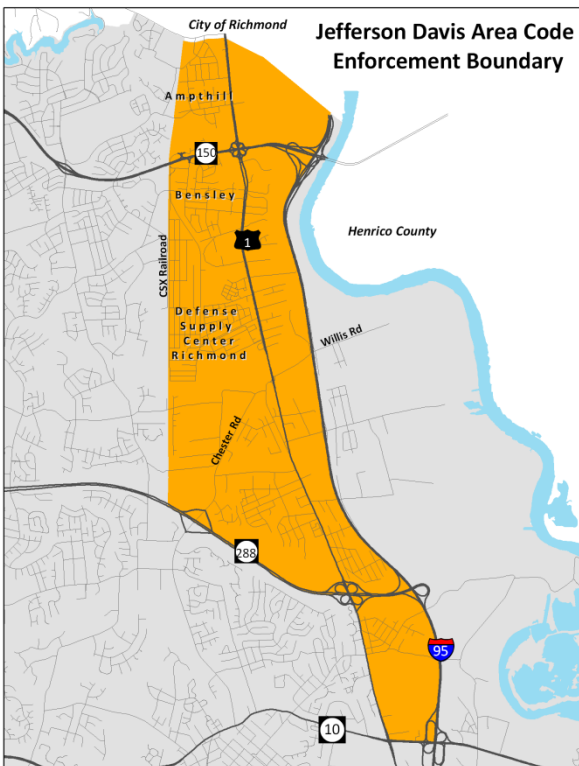 City of Richmond
Jefferson Davis Area Code
Enforcement Boundary
Ampthill
150
Bensley
Henrico County
1
CSX Railroad
Defense
Supply
Center
Richmond
Willis Rd
Chester Rd
288
95
10